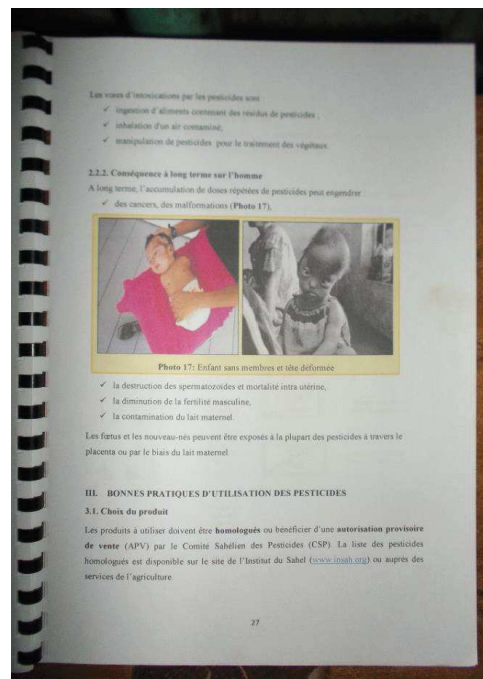 Les voies d'intoxications par les pesticides sont :
✓ ingestion d'aliments contenant des résidus de pesticides ;
✓ inhalation d'un air contaminé,
✓ manipulation de pesticides pour le traitement des végétaux.
2.2.2. Conséquence à long terme sur l'homme
A long terme, l'accumulation de doses répétées de pesticides peut engendrer
✓ des cancers, des malformations (Photo 17),
Photo 17: Enfant sans membres et tête déformée
✓ la destruction des spermatozoïdes et mortalité intra utérine,
✓ la diminution de la fertilité masculine,
✓ la contamination du lait maternel.
Les fœtus et les nouveau-nés peuvent être exposés à la plupart des pesticides à travers le
placenta ou par le biais du lait maternel
III. BONNES PRATIQUES D'UTILISATION DES PESTICIDES
3.1. Choix du produit
Les produits à utiliser doivent être homologués ou bénéficier d'une autorisation provisoire
de vente (APV) par le Comité Sahélien des Pesticides (CSP). La liste des pesticides
homologués est disponible sur le site de l'Institut du Sahel (www.insah.org) ou auprès des
services de l'agriculture
27